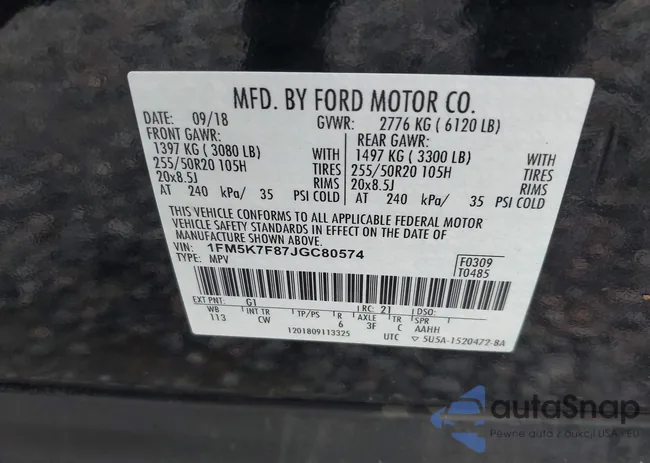 MFD. BY FORD MOTOR CO.
DATE: 09/18 GVWR: 2776 KG ( 6120 LB)
FRONT GAWR: REAR GAWR:
1397 KG ( 3080 LB) WITH 1497 KG ( 3300 LB) WITH
255/50R20 105H TIRES 255/50R20 105H TIRES
20x8.5J RIMS 20x8.5J RIMS
AT 240 kPa/ 35 PSI COLD AT 240 kPa/ 35 PSI COLD
THIS VEHICLE CONFORMS TO ALL APPLICABLE FEDERAL MOTOR
VEHICLE SAFETY STANDARDS IN EFFECT ON THE DATE OF
MANUFACTURE SHOWN ABOVE.
VIN: 1FM5K7F87JGC80574 F0309
TYPE: MPV T0485
EXT PNT: G1 RC: 21 DSO:
WB INT TR TP/PS R AXLE TR SPR
113 CW 6 3F C AAHH
1201809113325 UTC ▽ 5U5A-1520472-BA
autoSnap
Pewne auta z aukcji USA - EU